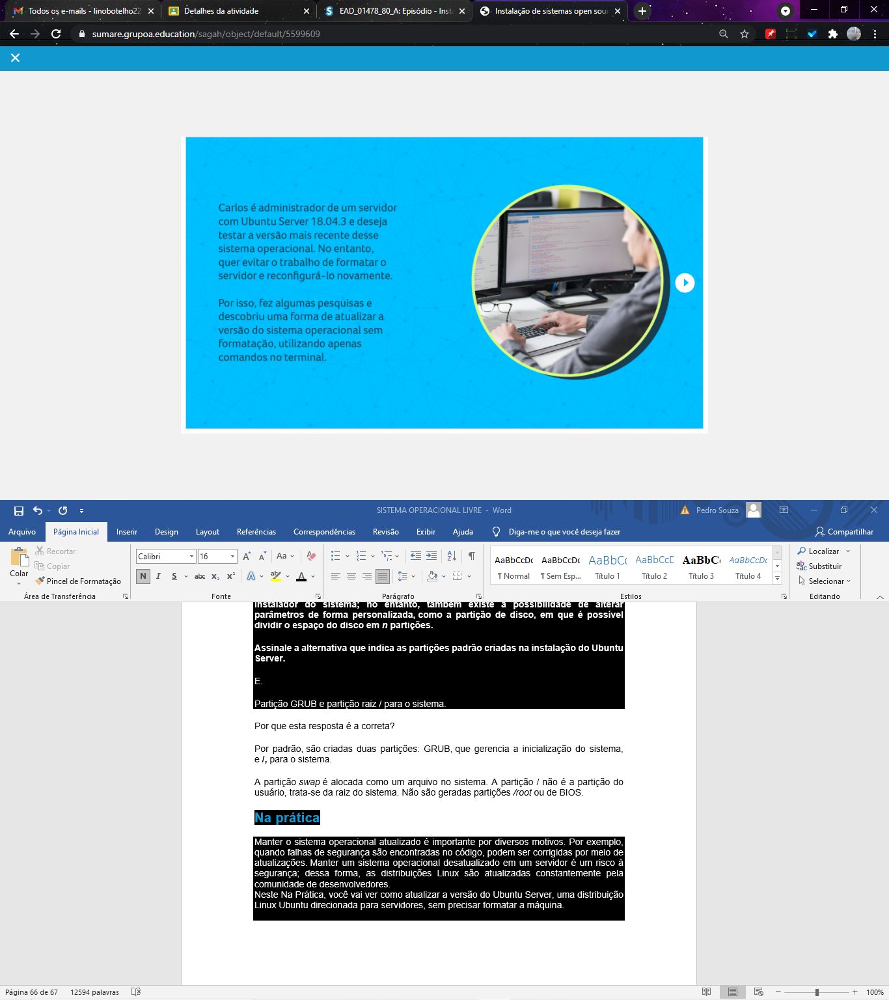 Todos os e-mails - linobotelho22
Detalhes da atividade
EAD_01478_80_A: Episódio - Insta
Instalação de sistemas open sour
sumare.grupoa.education/sagah/object/default/5599609
Carlos é administrador de um servidor
com Ubuntu Server 18.04.3 e deseja
testar a versão mais recente desse
sistema operacional. No entanto,
quer evitar o trabalho de formatar o
servidor e reconfigurá-lo novamente.
Por isso, fez algumas pesquisas e
descobriu uma forma de atualizar a
versão do sistema operacional sem
formatação, utilizando apenas
comandos no terminal.
SISTEMA OPERACIONAL LIVRE - Word
Pedro Souza
Arquivo Página Inicial Inserir Design Layout Referências Correspondências Revisão Exibir Ajuda Diga-me o que você deseja fazer Compartilhar
Colar
Recortar
Copiar
Pincel de Formatação
Área de Transferência
Calibri 16
N I S abc x₂ x²
Fonte
Parágrafo
AaBbCcDc AaBbCcDc AaBbCc AaBbCcD AaBbCc AaBbCcDc
¶ Normal ¶ Sem Esp... Título 1 Título 2 Título 3 Título 4
Estilos
Localizar
Substituir
Selecionar
Editando
instalador do sistema; no entanto, também existe a possibilidade de alterar
parâmetros de forma personalizada, como a partição de disco, em que é possível
dividir o espaço do disco em n partições.
Assinale a alternativa que indica as partições padrão criadas na instalação do Ubuntu
Server.
E.
Partição GRUB e partição raiz / para o sistema.
Por que esta resposta é a correta?
Por padrão, são criadas duas partições: GRUB, que gerencia a inicialização do sistema,
e /, para o sistema.
A partição swap é alocada como um arquivo no sistema. A partição / não é a partição do
usuário, trata-se da raiz do sistema. Não são geradas partições /root ou de BIOS.
Na prática
Manter o sistema operacional atualizado é importante por diversos motivos. Por exemplo,
quando falhas de segurança são encontradas no código, podem ser corrigidas por meio de
atualizações. Manter um sistema operacional desatualizado em um servidor é um risco à
segurança; dessa forma, as distribuições Linux são atualizadas constantemente pela
comunidade de desenvolvedores.
Neste Na Prática, você vai ver como atualizar a versão do Ubuntu Server, uma distribuição
Linux Ubuntu direcionada para servidores, sem precisar formatar a máquina.
Página 66 de 67 12594 palavras
100%